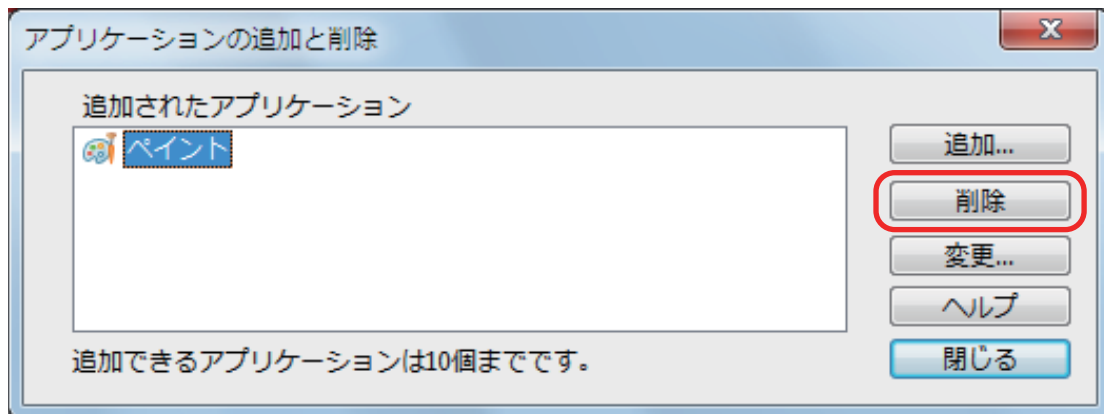 アプリケーションの追加と削除
追加されたアプリケーション
ペイント
追加...
削除
変更...
ヘルプ
追加できるアプリケーションは10個までです。
閉じる